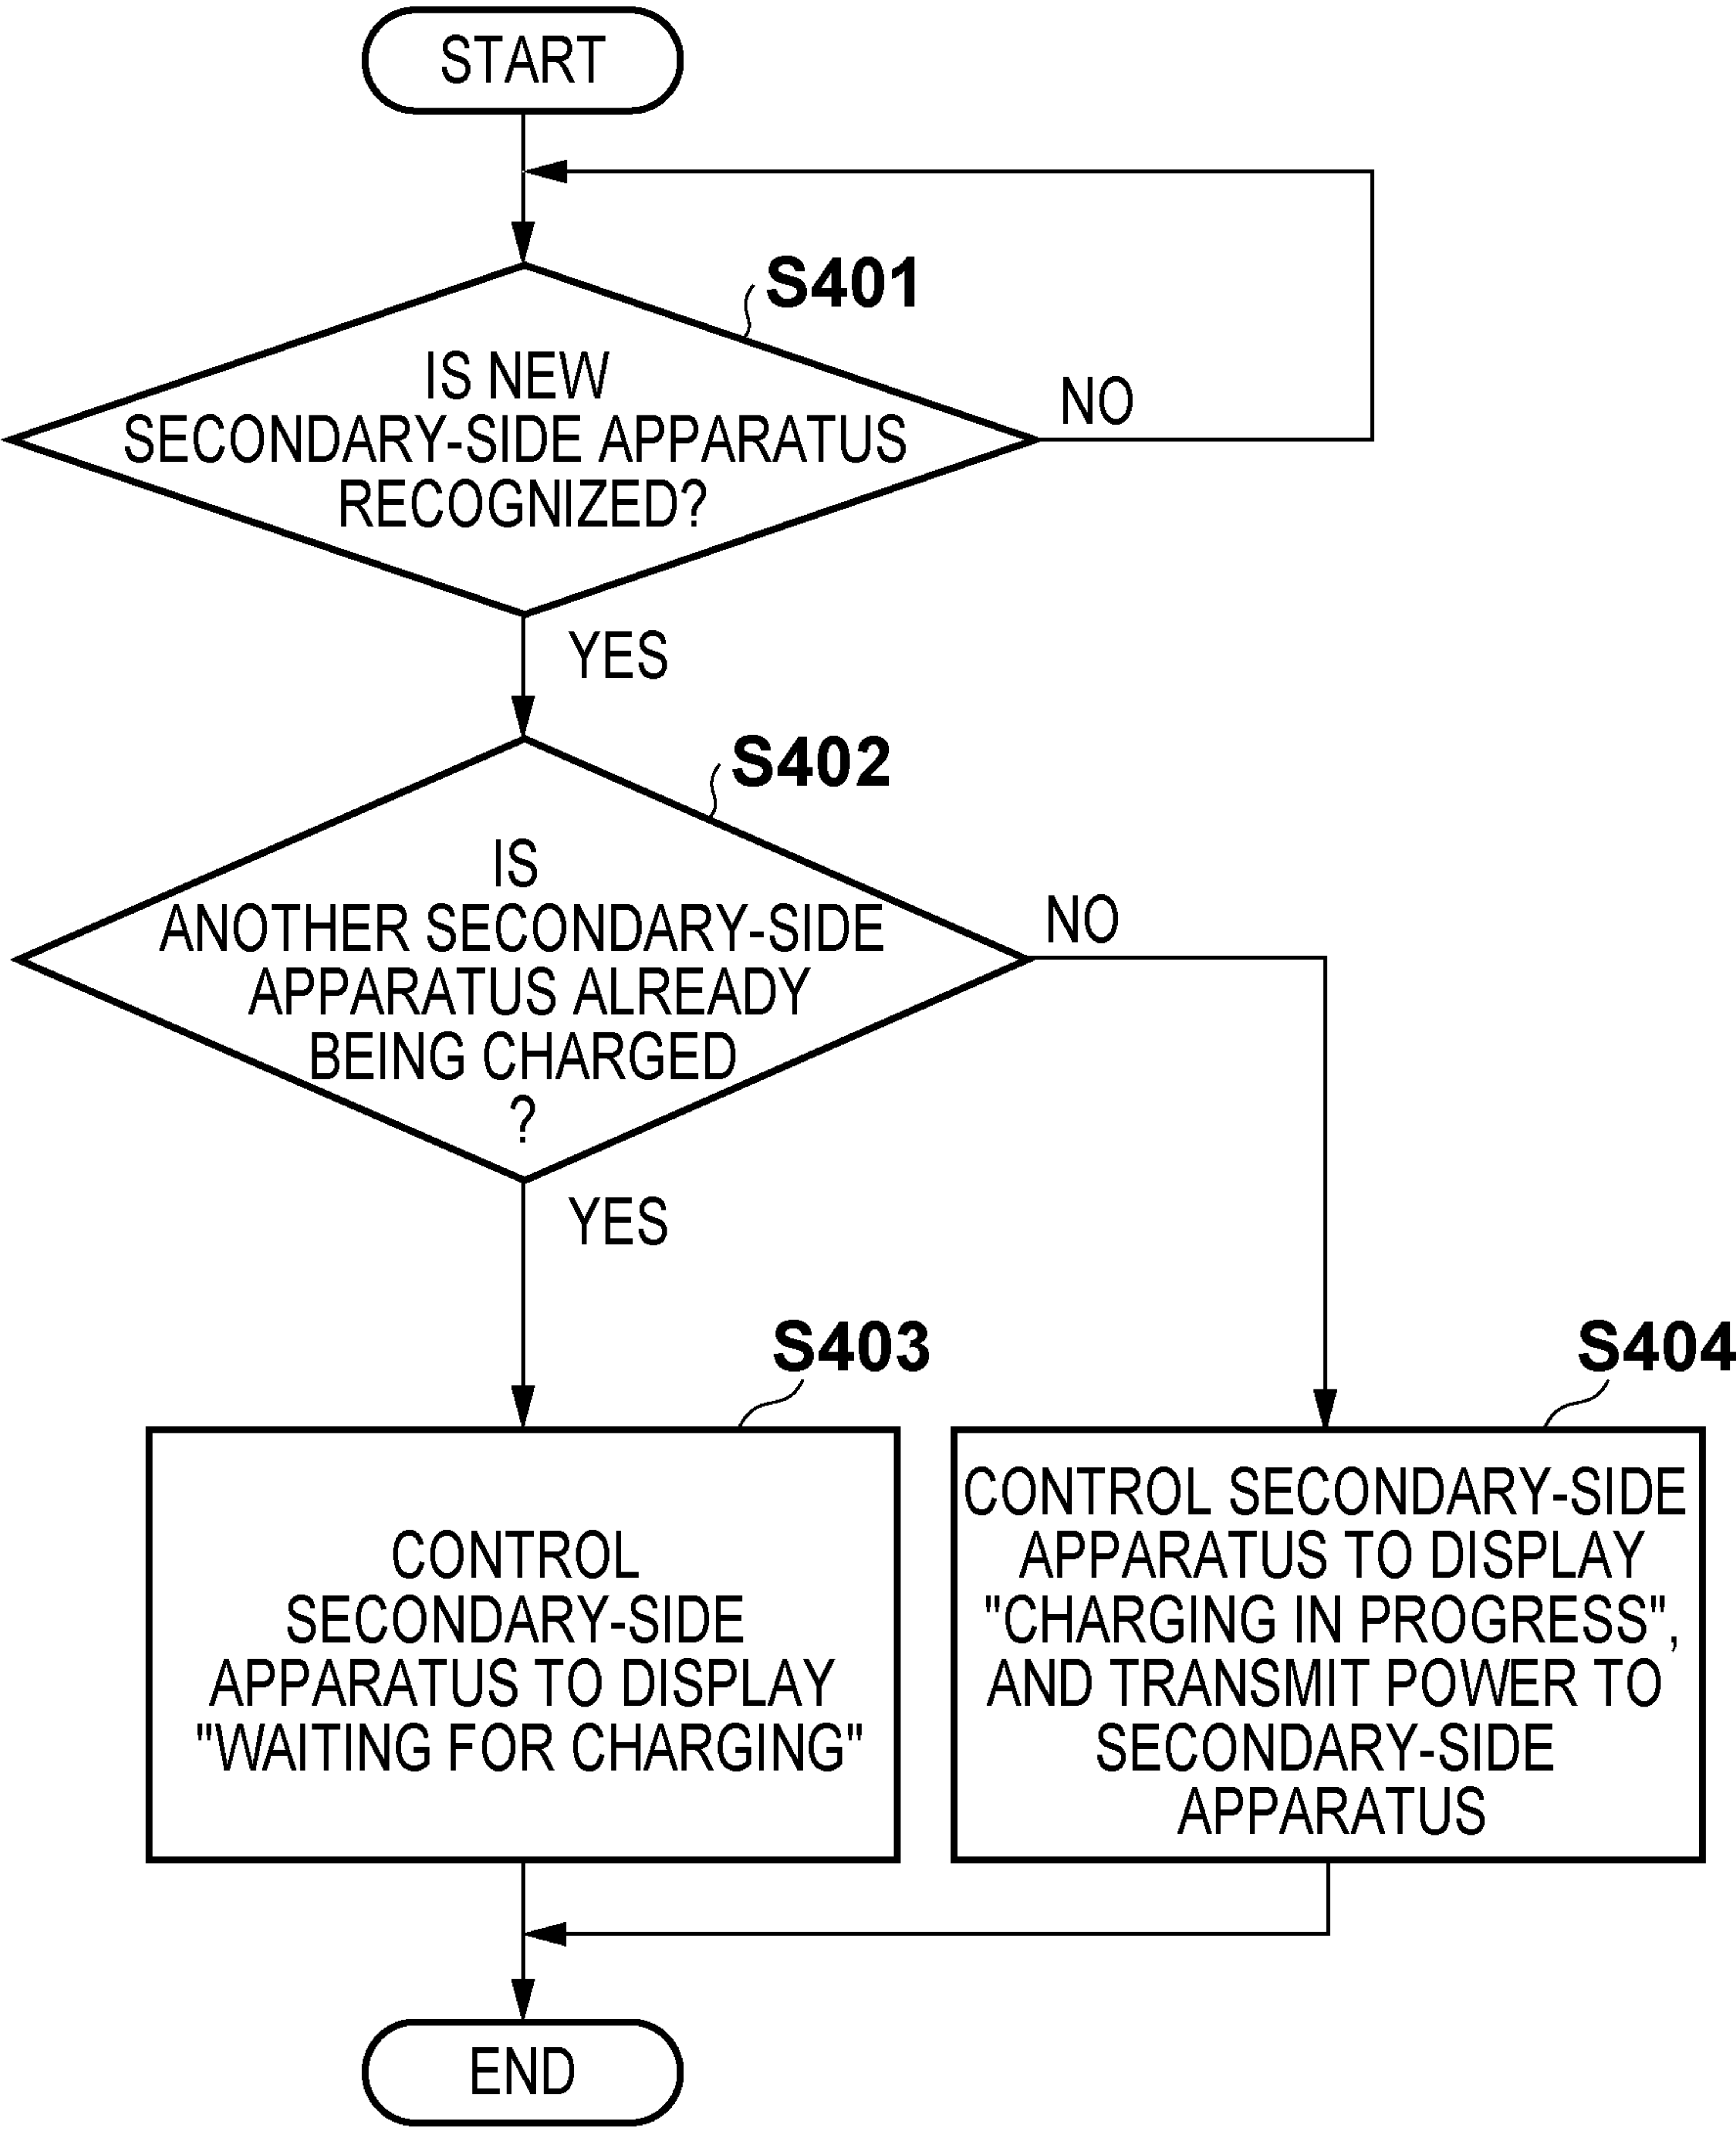 START
S401
IS NEW
SECONDARY-SIDE APPARATUS
RECOGNIZED?
NO
YES
S402
IS
ANOTHER SECONDARY-SIDE
APPARATUS ALREADY
BEING CHARGED
?
NO
YES
S403
CONTROL
SECONDARY-SIDE
APPARATUS TO DISPLAY
"WAITING FOR CHARGING"
S404
CONTROL SECONDARY-SIDE
APPARATUS TO DISPLAY
"CHARGING IN PROGRESS",
AND TRANSMIT POWER TO
SECONDARY-SIDE
APPARATUS
END